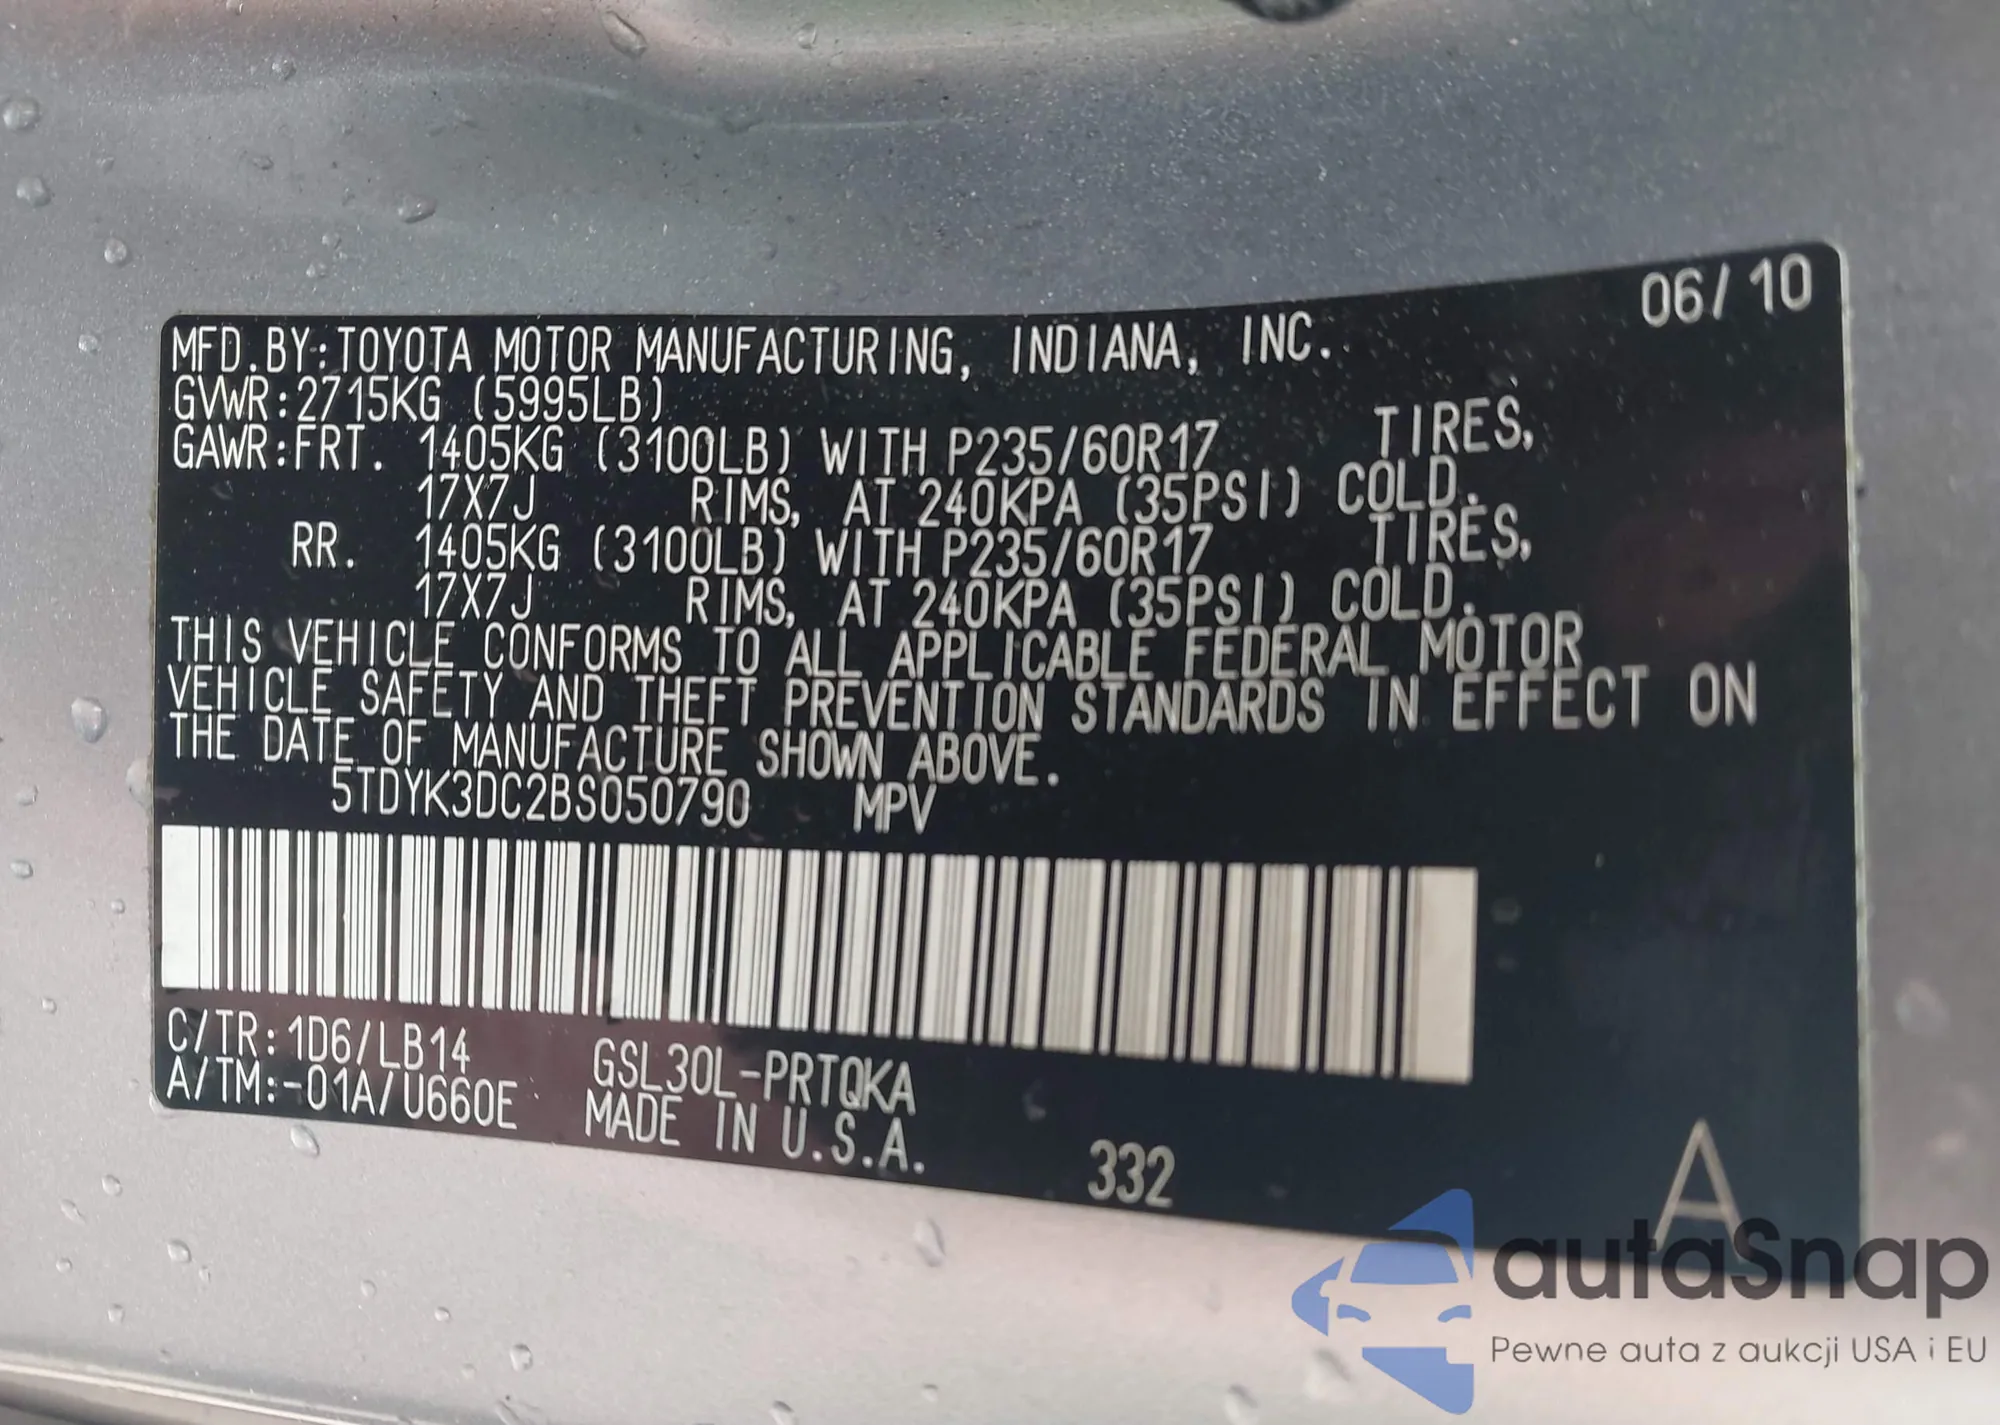 06/10
MFD.BY:TOYOTA MOTOR MANUFACTURING, INDIANA, INC.
GVWR:2715KG (5995LB)
GAWR:FRT. 1405KG (3100LB) WITH P235/60R17 TIRES,
17X7J RIMS, AT 240KPA (35PSI) COLD.
RR. 1405KG (3100LB) WITH P235/60R17 TIRES,
17X7J RIMS, AT 240KPA (35PSI) COLD.
THIS VEHICLE CONFORMS TO ALL APPLICABLE FEDERAL MOTOR
VEHICLE SAFETY AND THEFT PREVENTION STANDARDS IN EFFECT ON
THE DATE OF MANUFACTURE SHOWN ABOVE.
5TDYK3DC2BS050790 MPV
C/TR:1D6/LB14 GSL30L-PRTQKA
A/TM:-01A/U660E MADE IN U.S.A.
332
A
autaSnap
Pewne auta z aukcji USA i EU